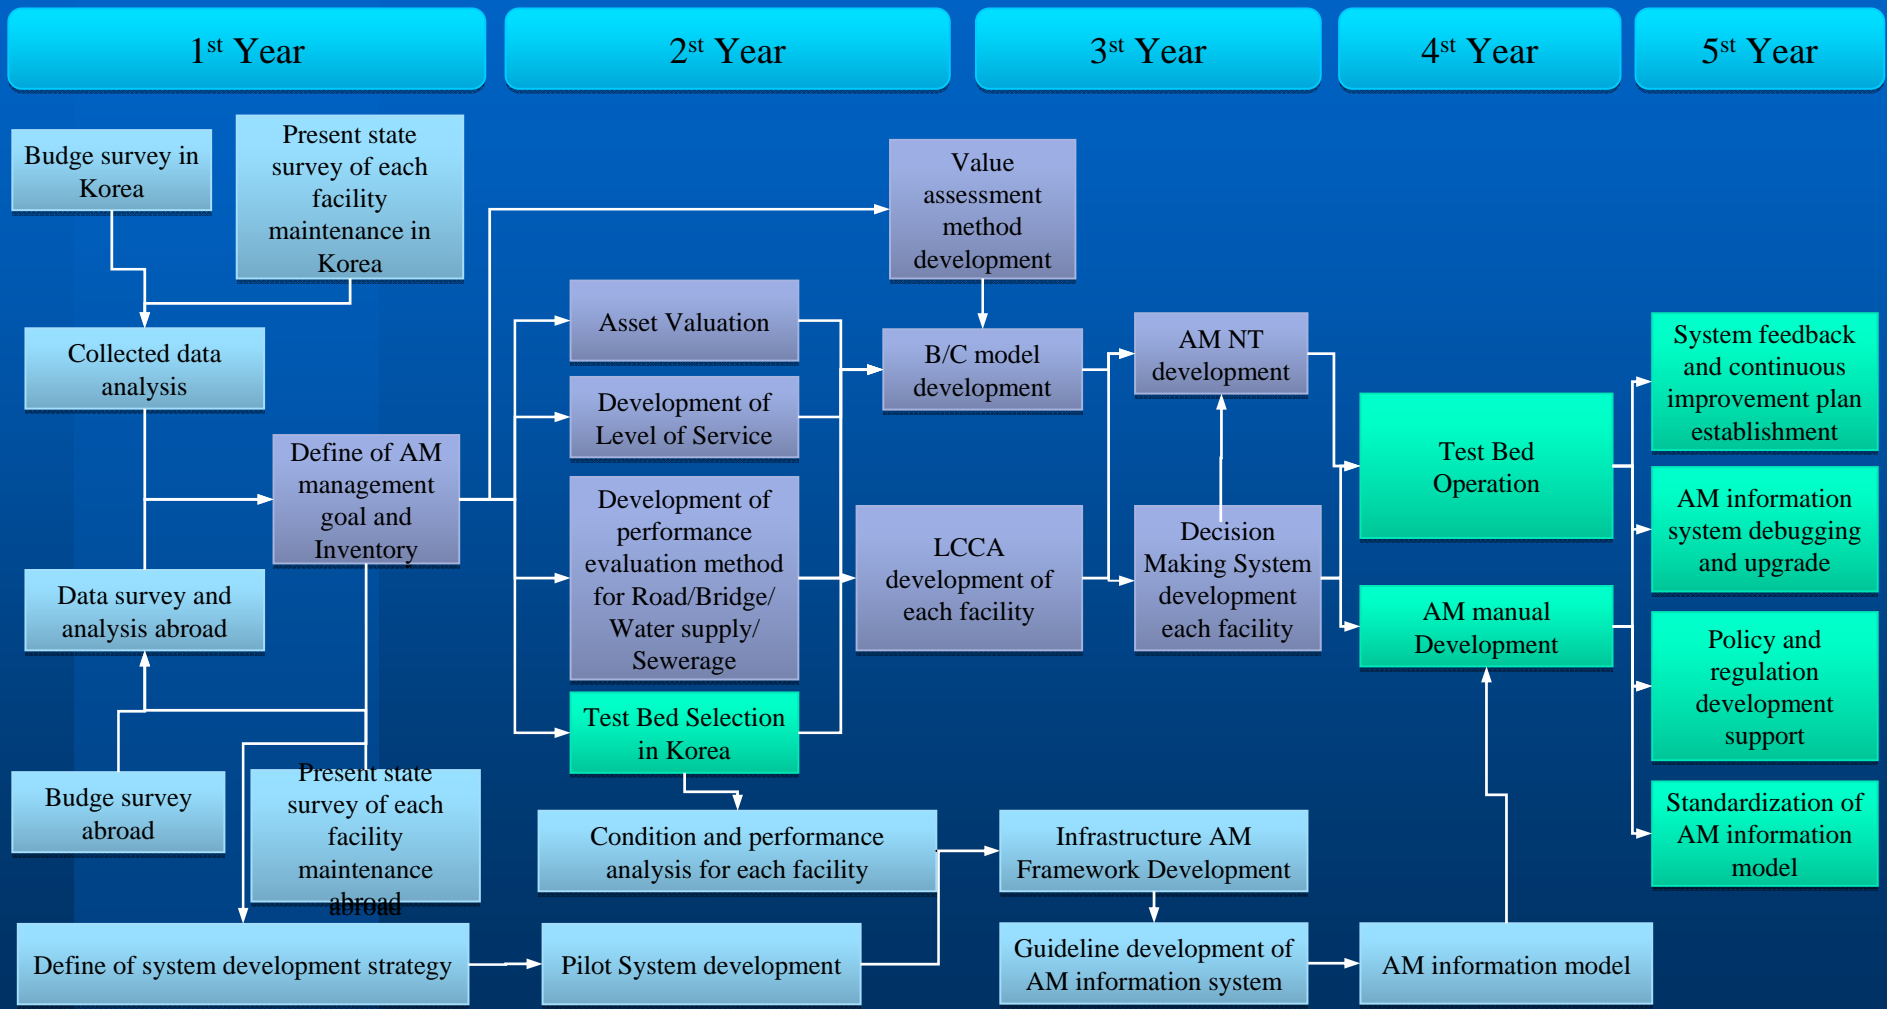 1st Year
2st Year
3st Year
4st Year
5st Year
Budge survey in
Korea
Present state
survey of each
facility
maintenance in
Korea
Collected data
analysis
Define of AM
management
goal and
Inventory
Data survey and
analysis abroad
Budge survey
abroad
Present state
survey of each
facility
maintenance
abroad
Define of system development strategy
Value
assessment
method
development
Asset Valuation
Development of
Level of Service
Development of
performance
evaluation method
for Road/Bridge/
Water supply/
Sewerage
Test Bed Selection
in Korea
Condition and performance
analysis for each facility
Pilot System development
B/C model
development
LCCA
development of
each facility
AM NT
development
Decision
Making System
development
each facility
Infrastructure AM
Framework Development
Guideline development of
AM information system
Test Bed
Operation
AM manual
Development
AM information model
System feedback
and continuous
improvement plan
establishment
AM information
system debugging
and upgrade
Policy and
regulation
development
support
Standardization of
AM information
model